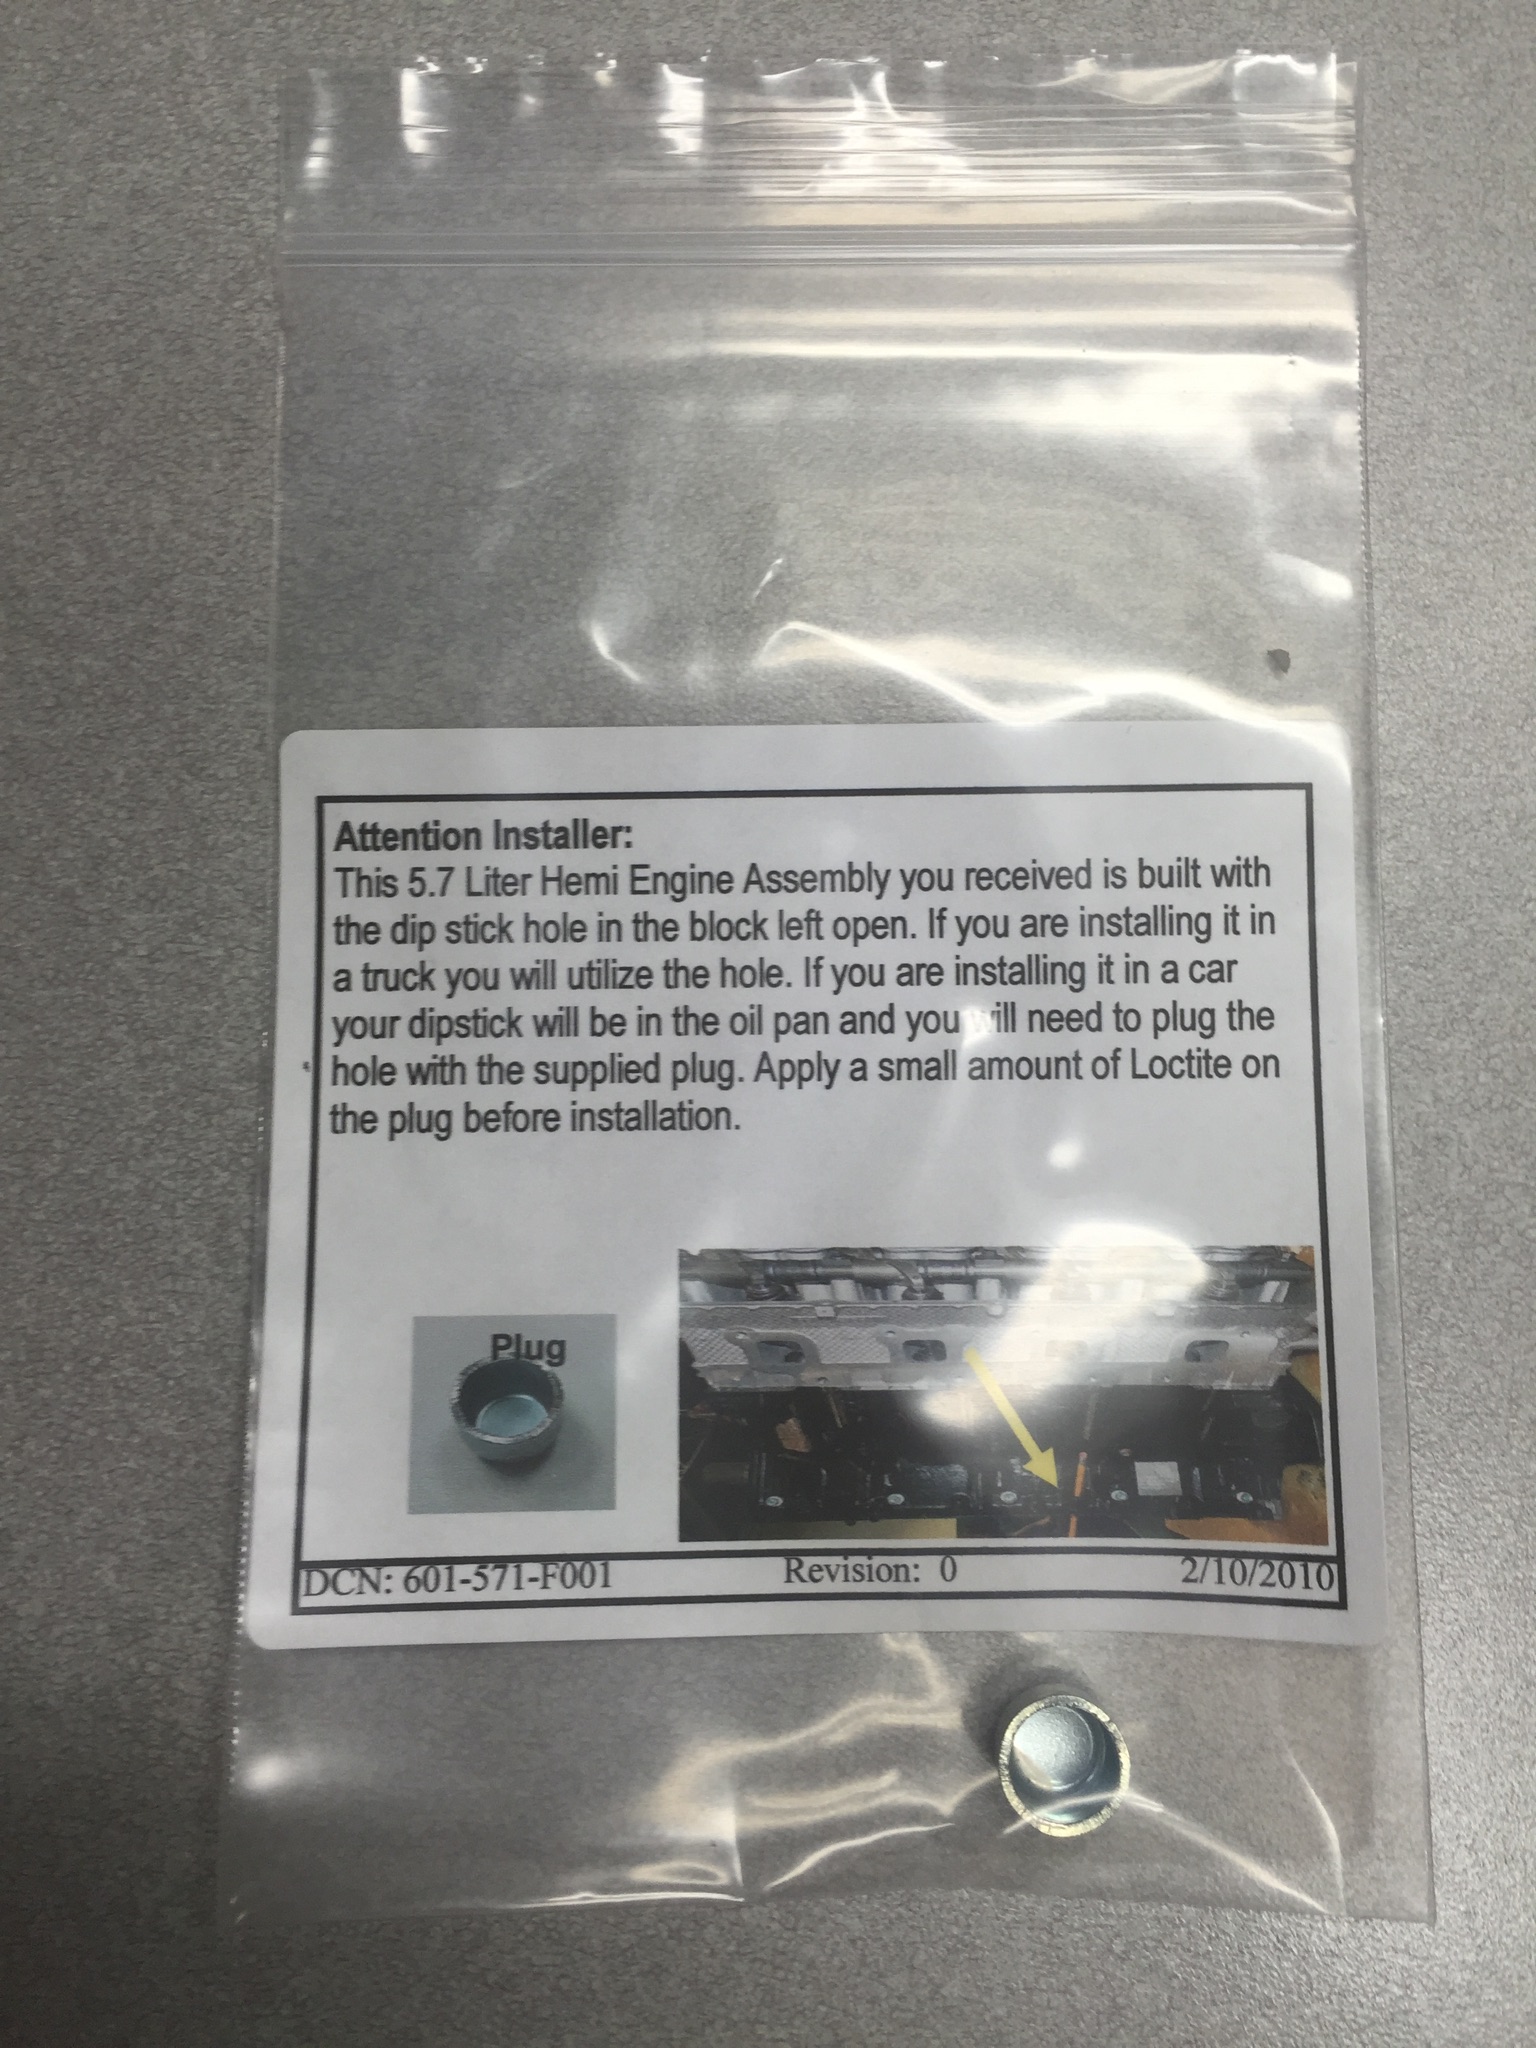 Attention Installer:
This 5.7 Liter Hemi Engine Assembly you received is built with
the dip stick hole in the block left open. If you are installing it in
a truck you will utilize the hole. If you are installing it in a car
your dipstick will be in the oil pan and you will need to plug the
hole with the supplied plug. Apply a small amount of Loctite on
the plug before installation.
Plug
DCN: 601-571-F001 Revision: 0 2/10/2010